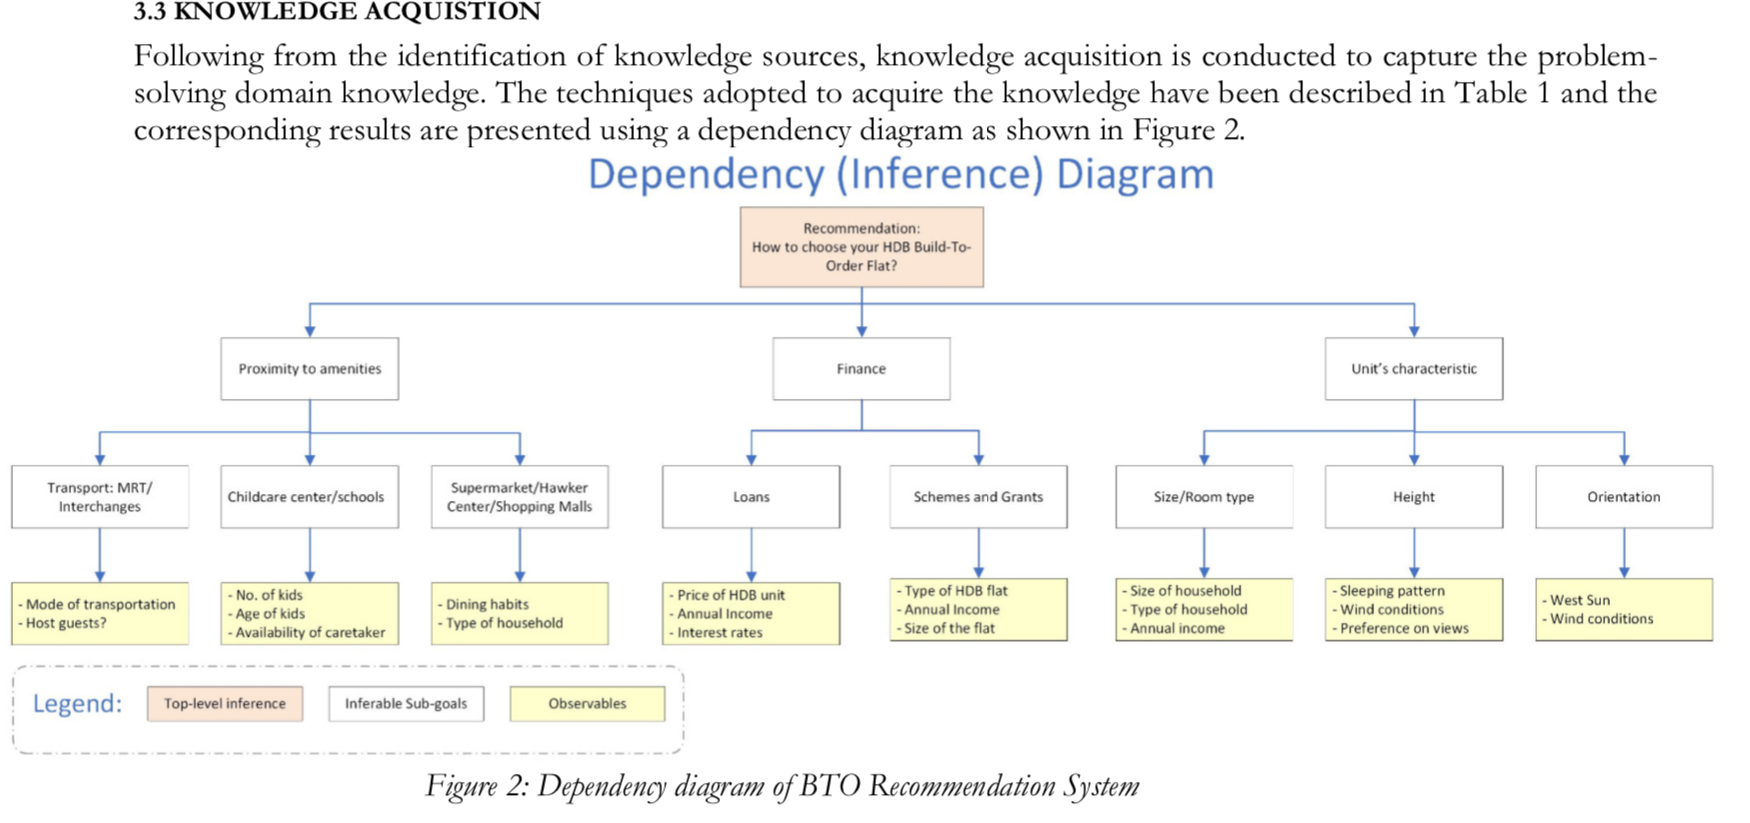 3.3 KNOWLEDGE ACQUISTION
Following from the identification of knowledge sources, knowledge acquisition is conducted to capture the problem-
solving domain knowledge. The techniques adopted to acquire the knowledge have been described in Table 1 and the
corresponding results are presented using a dependency diagram as shown in Figure 2.
Dependency (Inference) Diagram
Recommendation:
How to choose your HDB Build-To-
Order Flat?
Proximity to amenities
Finance
Unit's characteristic
Transport: MRT/
Interchanges
Childcare center/schools
Supermarket/Hawker
Center/Shopping Malls
Loans
Schemes and Grants
Size/Room type
Height
Orientation
- Mode of transportation
- Host guests?
- No. of kids
- Age of kids
- Availability of caretaker
- Dining habits
- Type of household
- Price of HDB unit
- Annual Income
- Interest rates
- Type of HDB flat
- Annual Income
- Size of the flat
- Size of household
- Type of household
- Annual income
- Sleeping pattern
- Wind conditions
- Preference on views
- West Sun
- Wind conditions
Legend:
Top-level inference
Inferable Sub-goals
Observables
Figure 2: Dependency diagram of BTO Recommendation System